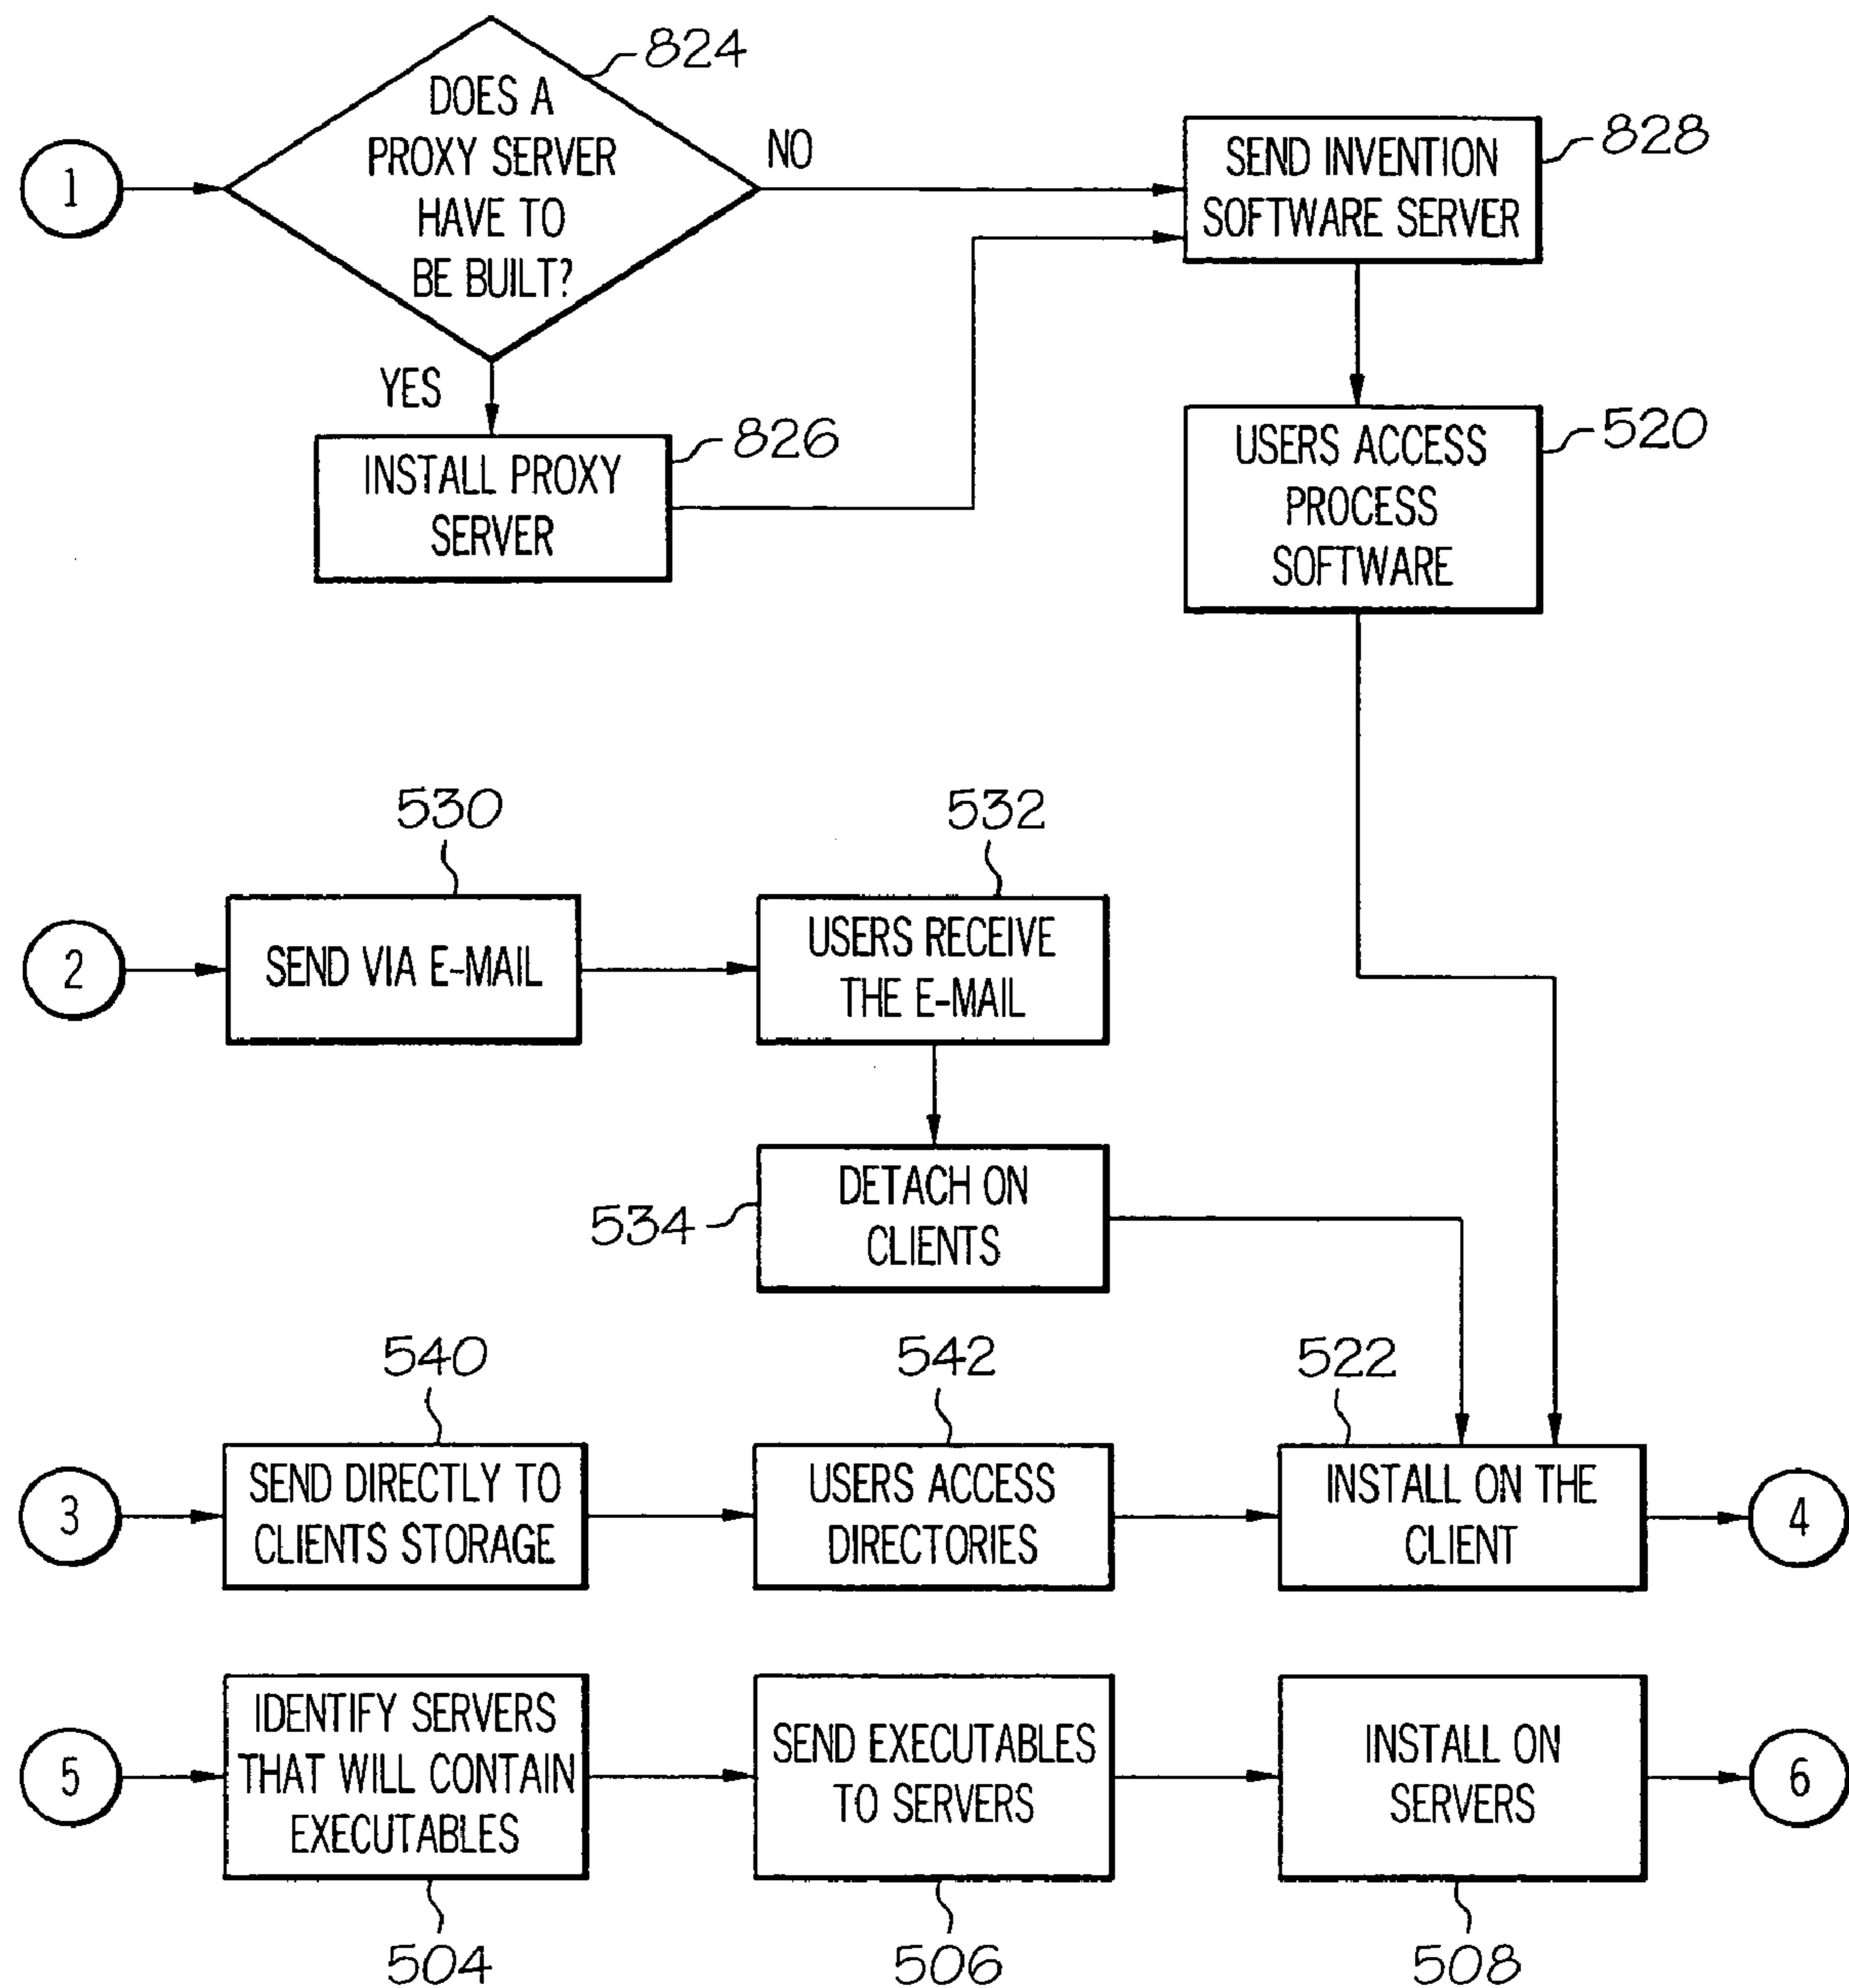 824
DOES A
PROXY SERVER
HAVE TO
BE BUILT?
1
NO
YES
INSTALL PROXY
SERVER
826
SEND INVENTION
SOFTWARE SERVER
828
USERS ACCESS
PROCESS
SOFTWARE
520
2
530
SEND VIA E-MAIL
532
USERS RECEIVE
THE E-MAIL
534
DETACH ON
CLIENTS
3
540
SEND DIRECTLY TO
CLIENTS STORAGE
542
USERS ACCESS
DIRECTORIES
522
INSTALL ON THE
CLIENT
4
5
IDENTIFY SERVERS
THAT WILL CONTAIN
EXECUTABLES
504
SEND EXECUTABLES
TO SERVERS
506
INSTALL ON
SERVERS
508
6